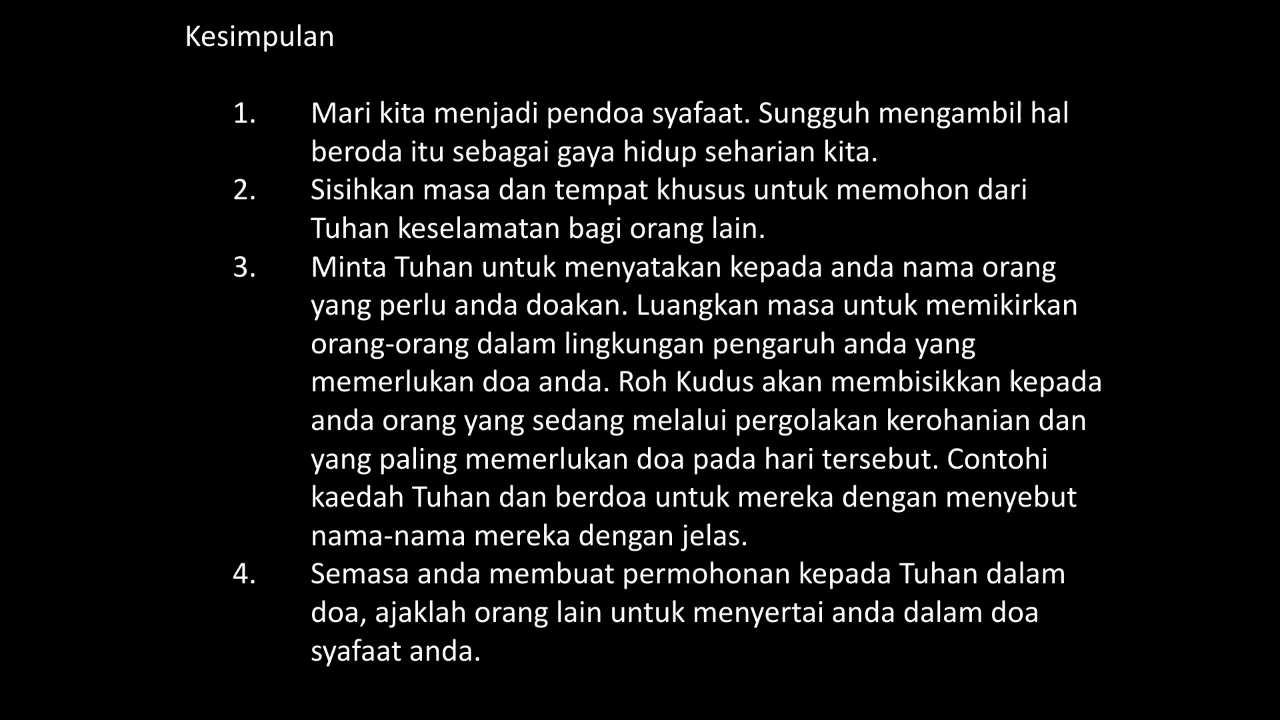 Kesimpulan
1. Mari kita menjadi pendoa syafaat. Sungguh mengambil hal
beroda itu sebagai gaya hidup seharian kita.
2. Sisihkan masa dan tempat khusus untuk memohon dari
Tuhan keselamatan bagi orang lain.
3. Minta Tuhan untuk menyatakan kepada anda nama orang
yang perlu anda doakan. Luangkan masa untuk memikirkan
orang-orang dalam lingkungan pengaruh anda yang
memerlukan doa anda. Roh Kudus akan membisikkan kepada
anda orang yang sedang melalui pergolakan kerohanian dan
yang paling memerlukan doa pada hari tersebut. Contohi
kaedah Tuhan dan berdoa untuk mereka dengan menyebut
nama-nama mereka dengan jelas.
4. Semasa anda membuat permohonan kepada Tuhan dalam
doa, ajaklah orang lain untuk menyertai anda dalam doa
syafaat anda.